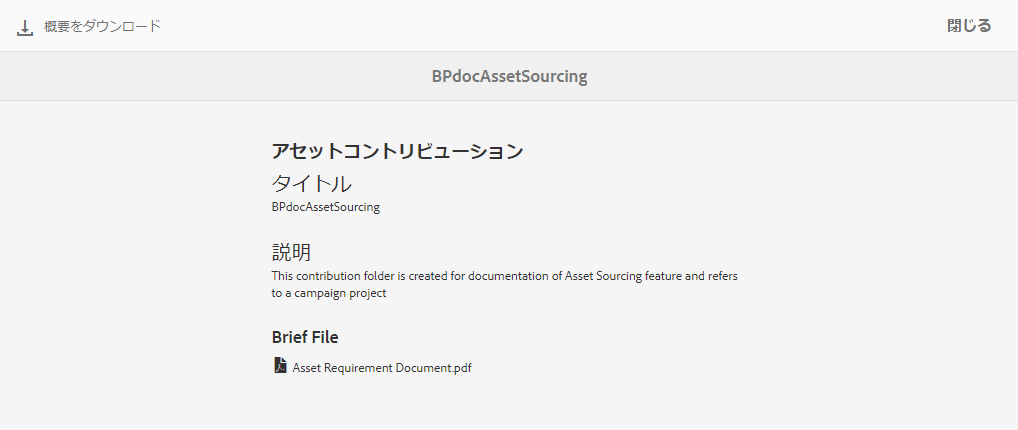 概要をダウンロード
閉じる
BPdocAssetSourcing
アセットコントリビューション
タイトル
BPdocAssetSourcing
説明
This contribution folder is created for documentation of Asset Sourcing feature and refers
to a campaign project
Brief File
Asset Requirement Document.pdf